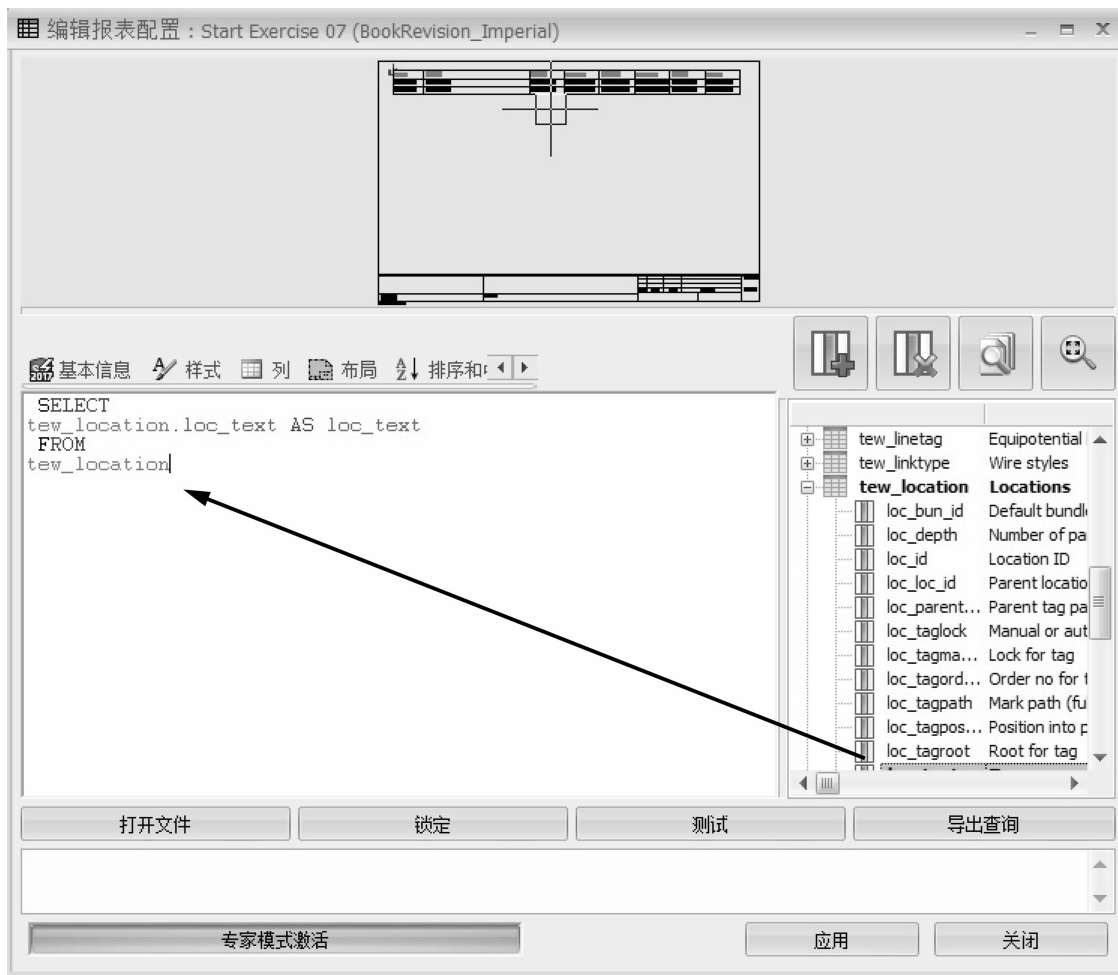 编辑报表配置：Start Exercise 07 (BookRevision_Imperial)
基本信息 样式 列 布局 排序和
SELECT
tew_location.loc_text AS loc_text
FROM
tew_location
tew_linetag Equipotential
tew_linktype Wire styles
tew_location Locations
loc_bun_id Default bundl
loc_depth Number of pa
loc_id Location ID
loc_loc_id Parent locatio
loc_parent... Parent tag pa
loc_taglock Manual or aut
loc_tagma... Lock for tag
loc_tagord... Order no for t
loc_tagpath Mark path (fu
loc_tagpos... Position into p
loc_tagroot Root for tag
打开文件 锁定 测试 导出查询
专家模式激活 应用 关闭